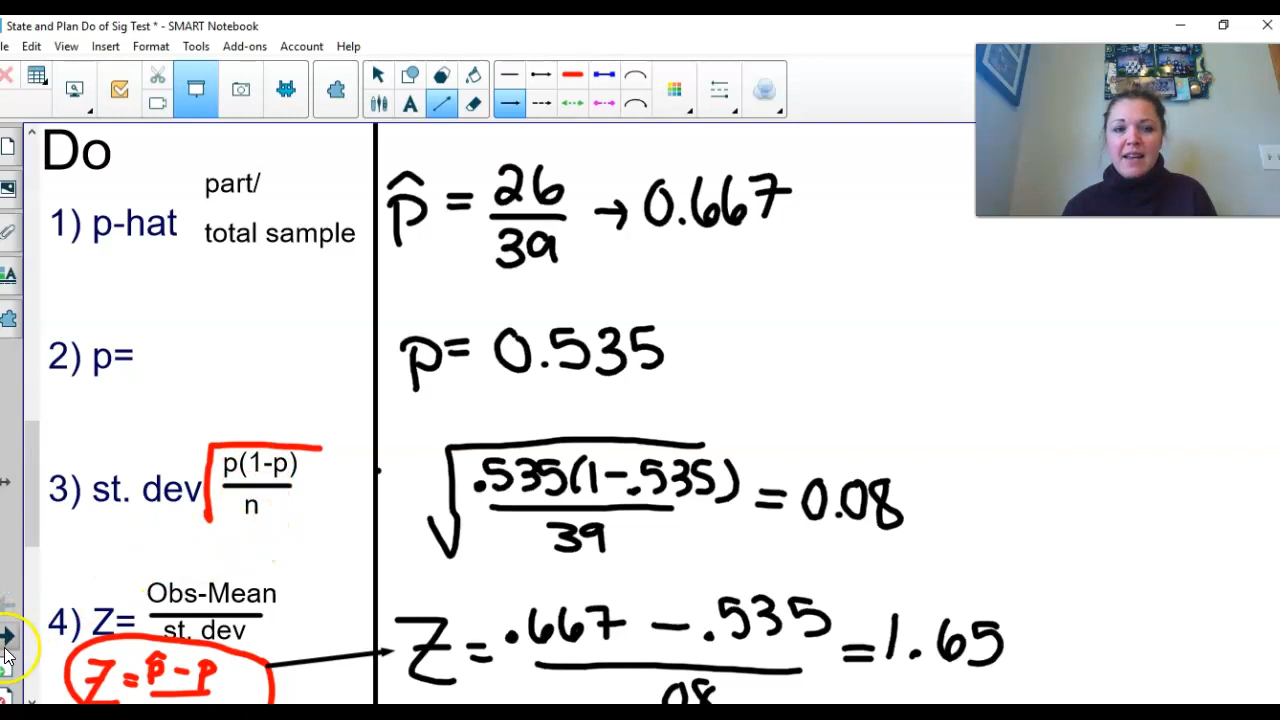 State and Plan Do of Sig Test * - SMART Notebook
Edit View Insert Format Tools Add-ons Account Help
Do
part/
1) p-hat total sample
p̂ = 26/39 → 0.667
2) p=
p= 0.535
3) st. dev √p(1-p)/n
√.535(1-.535)/39 = 0.08
4) Z= Obs-Mean/st. dev
Z = p̂ - p
Z = .667 - .535/.08 = 1.65